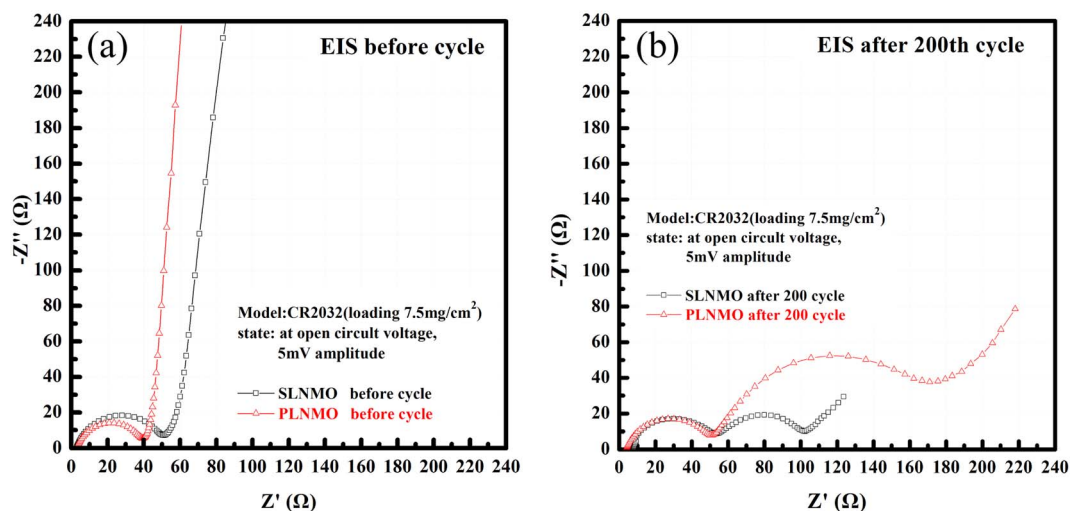 (a)
EIS before cycle
240
220
200
180
160
140
120
100
80
60
40
20
0
-Z'' (Ω)
Model:CR2032(loading 7.5mg/cm²)
state: at open circult voltage,
5mV amplitude
SLNMO before cycle
PLNMO before cycle
0 20 40 60 80 100 120 140 160 180 200 220 240
Z' (Ω)
(b)
EIS after 200th cycle
240
220
200
180
160
140
120
100
80
60
40
20
0
-Z'' (Ω)
Model:CR2032(loading 7.5mg/cm²)
state: at open circult voltage,
5mV amplitude
SLNMO after 200 cycle
PLNMO after 200 cycle
0 20 40 60 80 100 120 140 160 180 200 220 240
Z' (Ω)